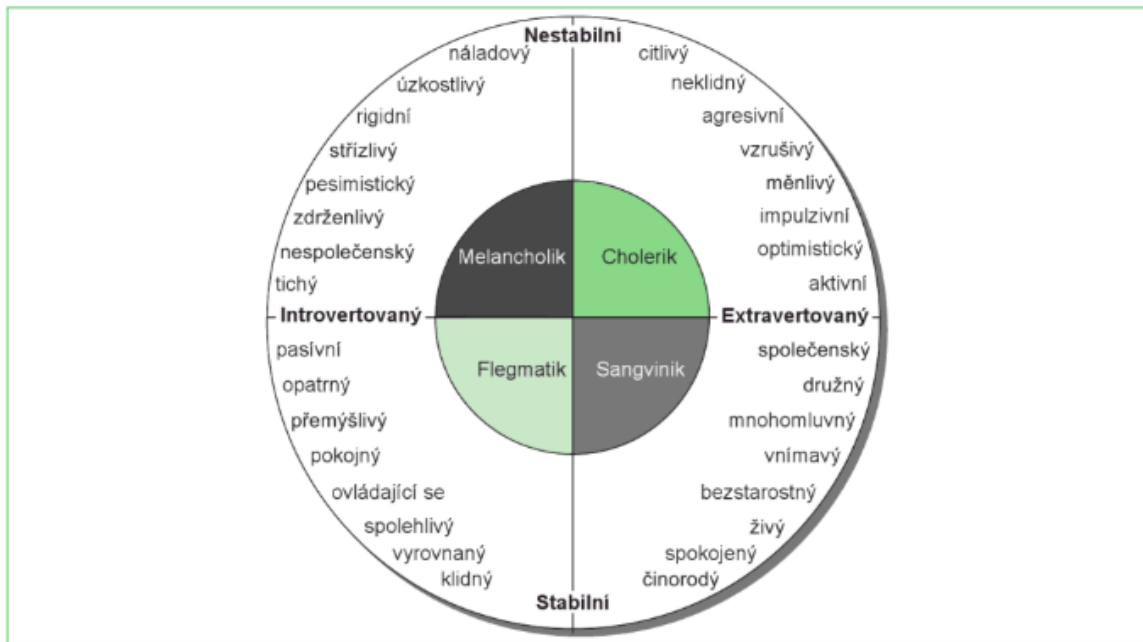 Nestabilní
náladový
citlivý
úzkostlivý
neklidný
rigidní
agresivní
střízlivý
vzrušivý
pesimistický
měnlivý
zdrženlivý
impulzivní
nespolečenský
Melancholik
Cholerik
optimistický
tichý
aktivní
Introvertovaný
Extravertovaný
pasívní
společenský
Flegmatik
Sangvinik
opatrný
družný
přemýšlivý
mnohomluvný
pokojný
vnímavý
ovládající se
bezstarostný
spolehlivý
živý
vyrovnaný
spokojený
klidný
činorodý
Stabilní